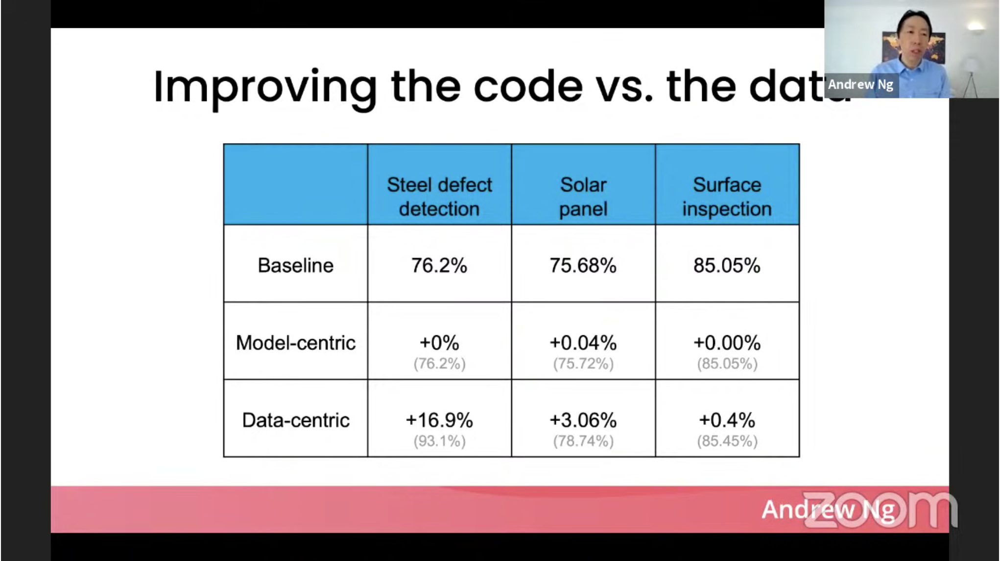 Improving the code vs. the data
Andrew Ng
Steel defect detection
Solar panel
Surface inspection
Baseline
76.2%
75.68%
85.05%
Model-centric
+0%
(76.2%)
+0.04%
(75.72%)
+0.00%
(85.05%)
Data-centric
+16.9%
(93.1%)
+3.06%
(78.74%)
+0.4%
(85.45%)
Andrew Ng
zoom